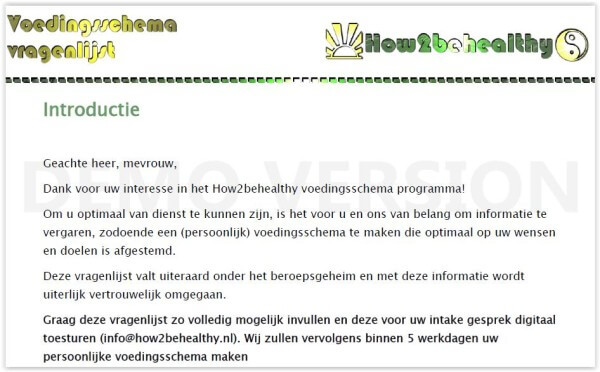 Voedingsschema
vragenlijst
How2behealthy
Introductie
DEMO VERSION
Geachte heer, mevrouw,
Dank voor uw interesse in het How2behealthy voedingsschema programma!
Om u optimaal van dienst te kunnen zijn, is het voor u en ons van belang om informatie te
vergaren, zodoende een (persoonlijk) voedingsschema te maken die optimaal op uw wensen
en doelen is afgestemd.
Deze vragenlijst valt uiteraard onder het beroepsgeheim en met deze informatie wordt
uiterlijk vertrouwelijk omgegaan.
Graag deze vragenlijst zo volledig mogelijk invullen en deze voor uw intake gesprek digitaal
toesturen (info@how2behealthy.nl). Wij zullen vervolgens binnen 5 werkdagen uw
persoonlijke voedingsschema maken